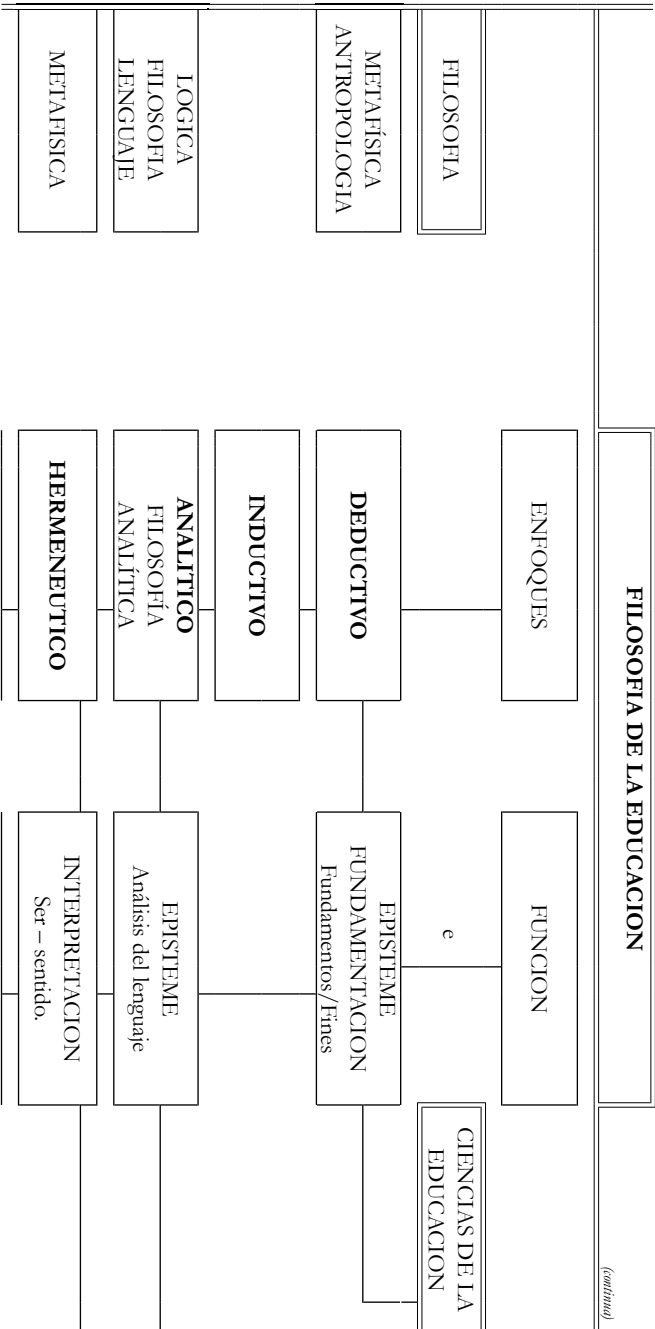 FILOSOFIA DE LA EDUCACION
(continua)
ENFOQUES
FUNCION
FILOSOFIA
e
CIENCIAS DE LA
EDUCACION
METAFÍSICA
ANTROPOLOGIA
DEDUCTIVO
EPISTEME
FUNDAMENTACION
Fundamentos/Fines
INDUCTIVO
LOGICA
FILOSOFIA
LENGUAJE
ANALITICO
FILOSOFÍA
ANALÍTICA
EPISTEME
Análisis del lenguaje
METAFISICA
HERMENEUTICO
INTERPRETACION
Ser – sentido.